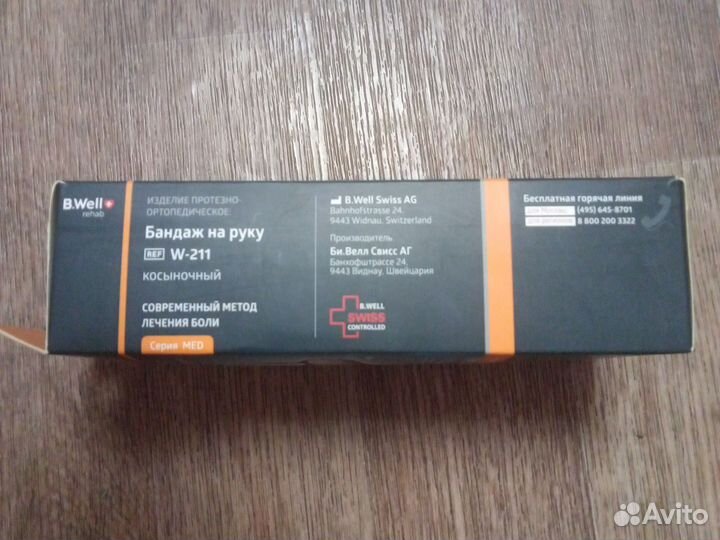 B.Well
rehab
ИЗДЕЛИЕ ПРОТЕЗНО-
ОРТОПЕДИЧЕСКОЕ:
Бандаж на руку
REF W-211
КОСЫНОЧНЫЙ
СОВРЕМЕННЫЙ МЕТОД
ЛЕЧЕНИЯ БОЛИ
Серия MED
B.Well Swiss AG
Bahnhofstrasse 24,
9443 Widnau, Switzerland
Производитель
Би.Велл Свисс АГ
Банхофштрассе 24,
9443 Виднау, Швейцария
B.WELL
SWISS
CONTROLLED
Бесплатная горячая линия
(495) 645-8701
8 800 200 3322
Avito